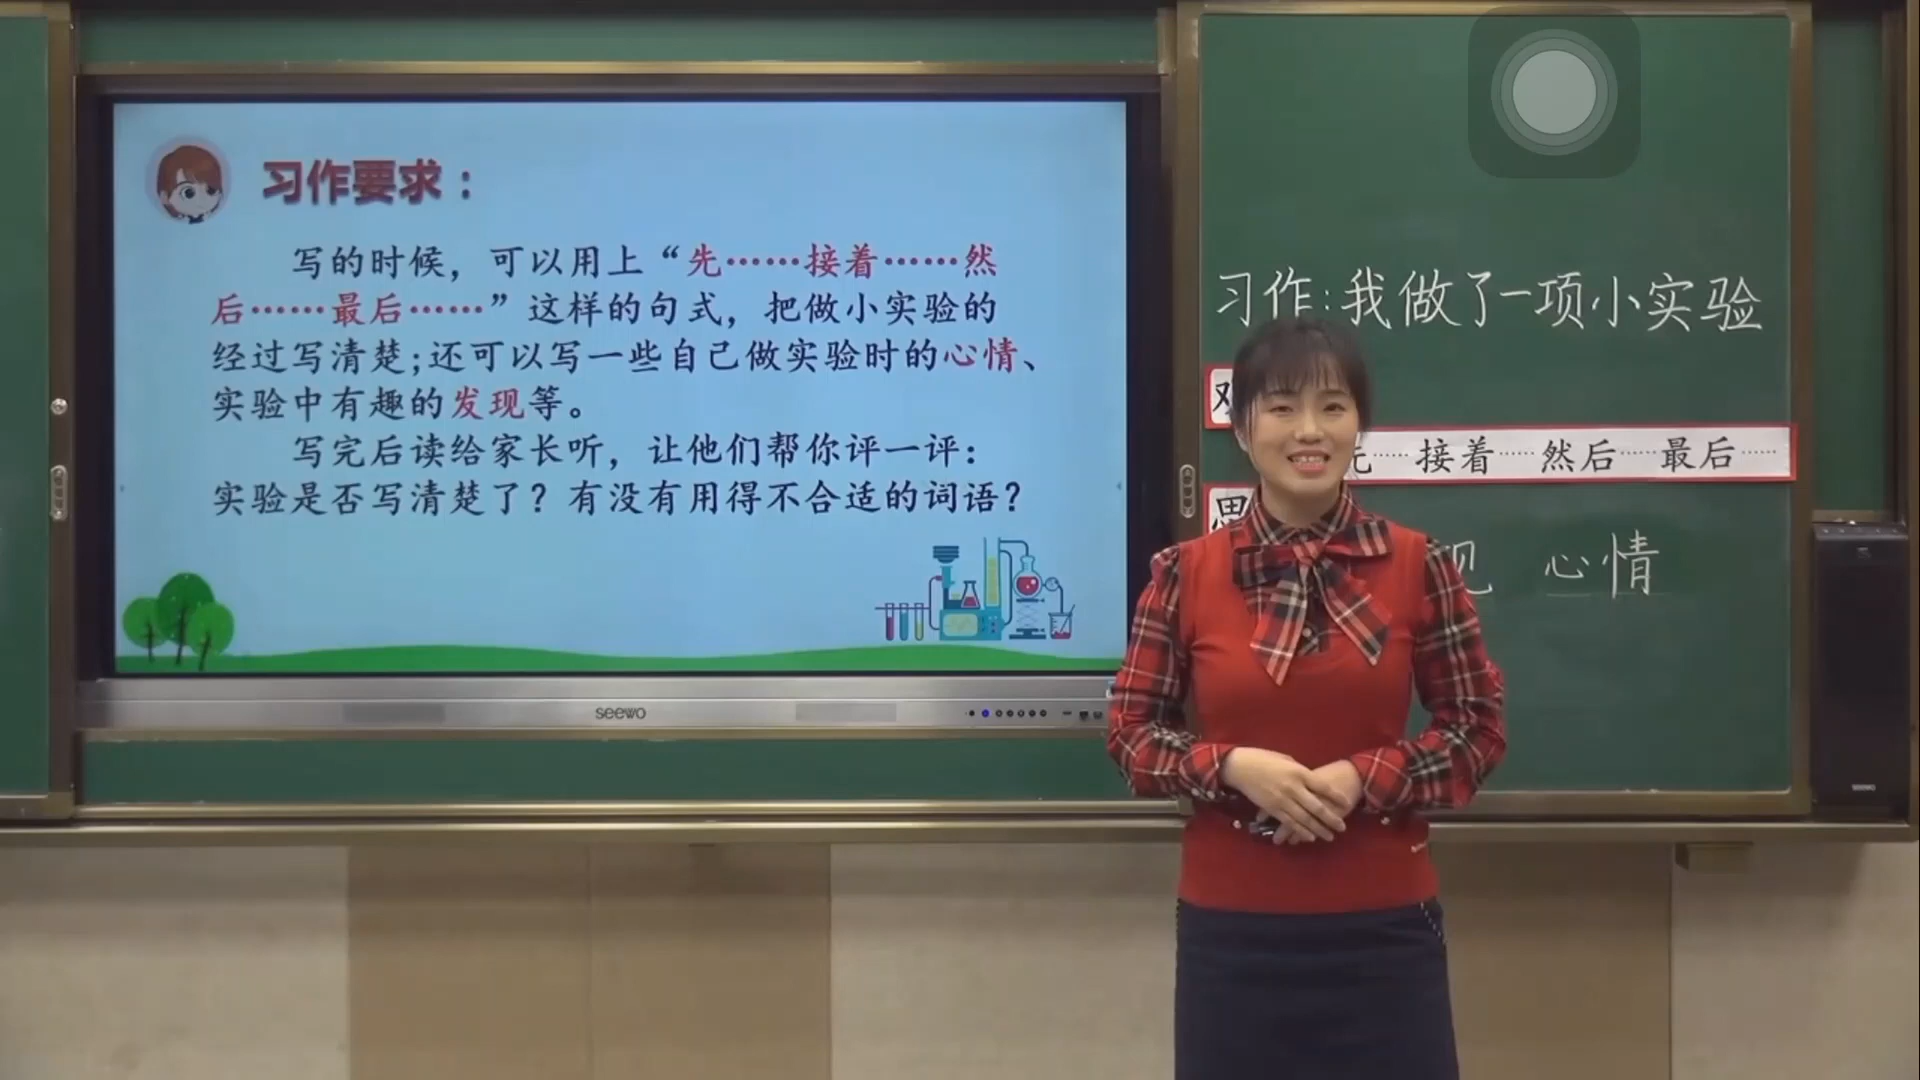 习作要求：
写的时候，可以用上“先……接着……然
后……最后……”这样的句式，把做小实验的
经过写清楚；还可以写一些自己做实验时的心情、
实验中有趣的发现等。
写完后读给家长听，让他们帮你评一评：
实验是否写清楚了？有没有用得不合适的词语？
seewo
习作：我做了一项小实验
先……接着……然后……最后……
思
现 心情
seewo